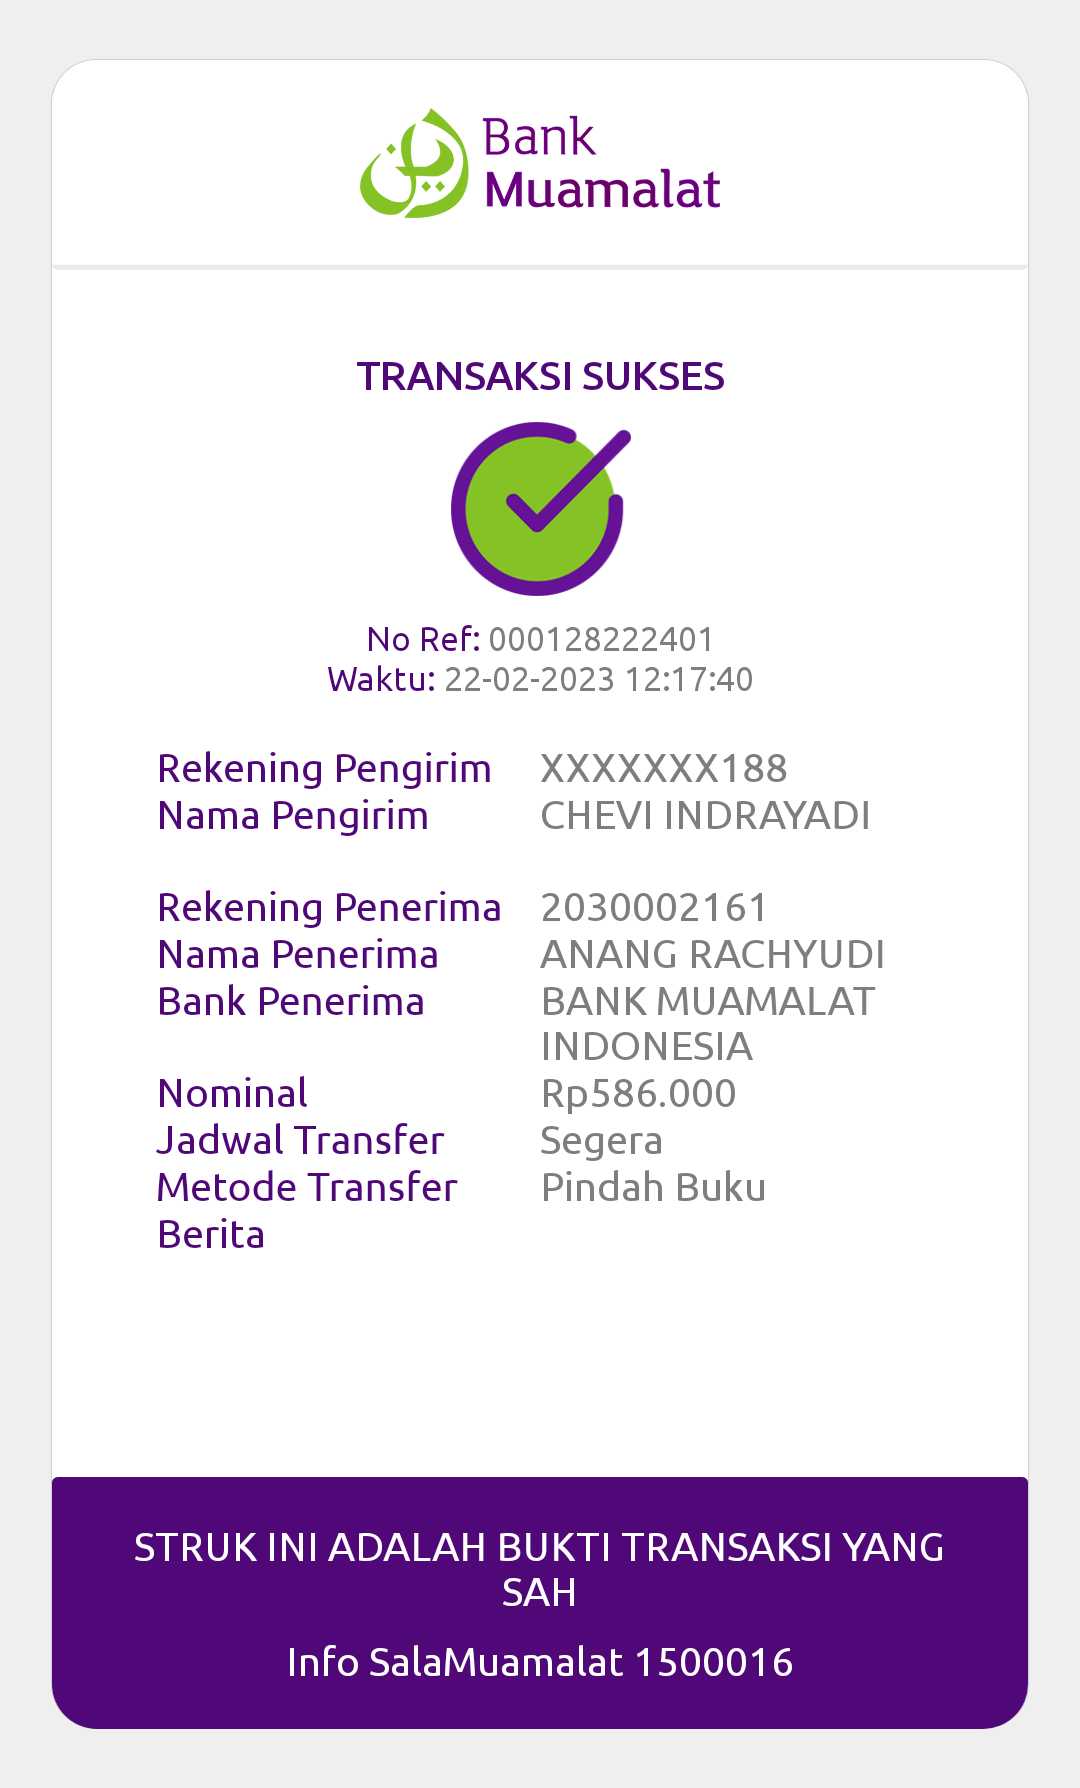 Bank
Muamalat
TRANSAKSI SUKSES
No Ref: 000128222401
Waktu: 22-02-2023 12:17:40
Rekening Pengirim XXXXXXX188
Nama Pengirim CHEVI INDRAYADI
Rekening Penerima 2030002161
Nama Penerima ANANG RACHYUDI
Bank Penerima BANK MUAMALAT
INDONESIA
Nominal Rp586.000
Jadwal Transfer Segera
Metode Transfer Pindah Buku
Berita
STRUK INI ADALAH BUKTI TRANSAKSI YANG
SAH
Info SalaMuamalat 1500016